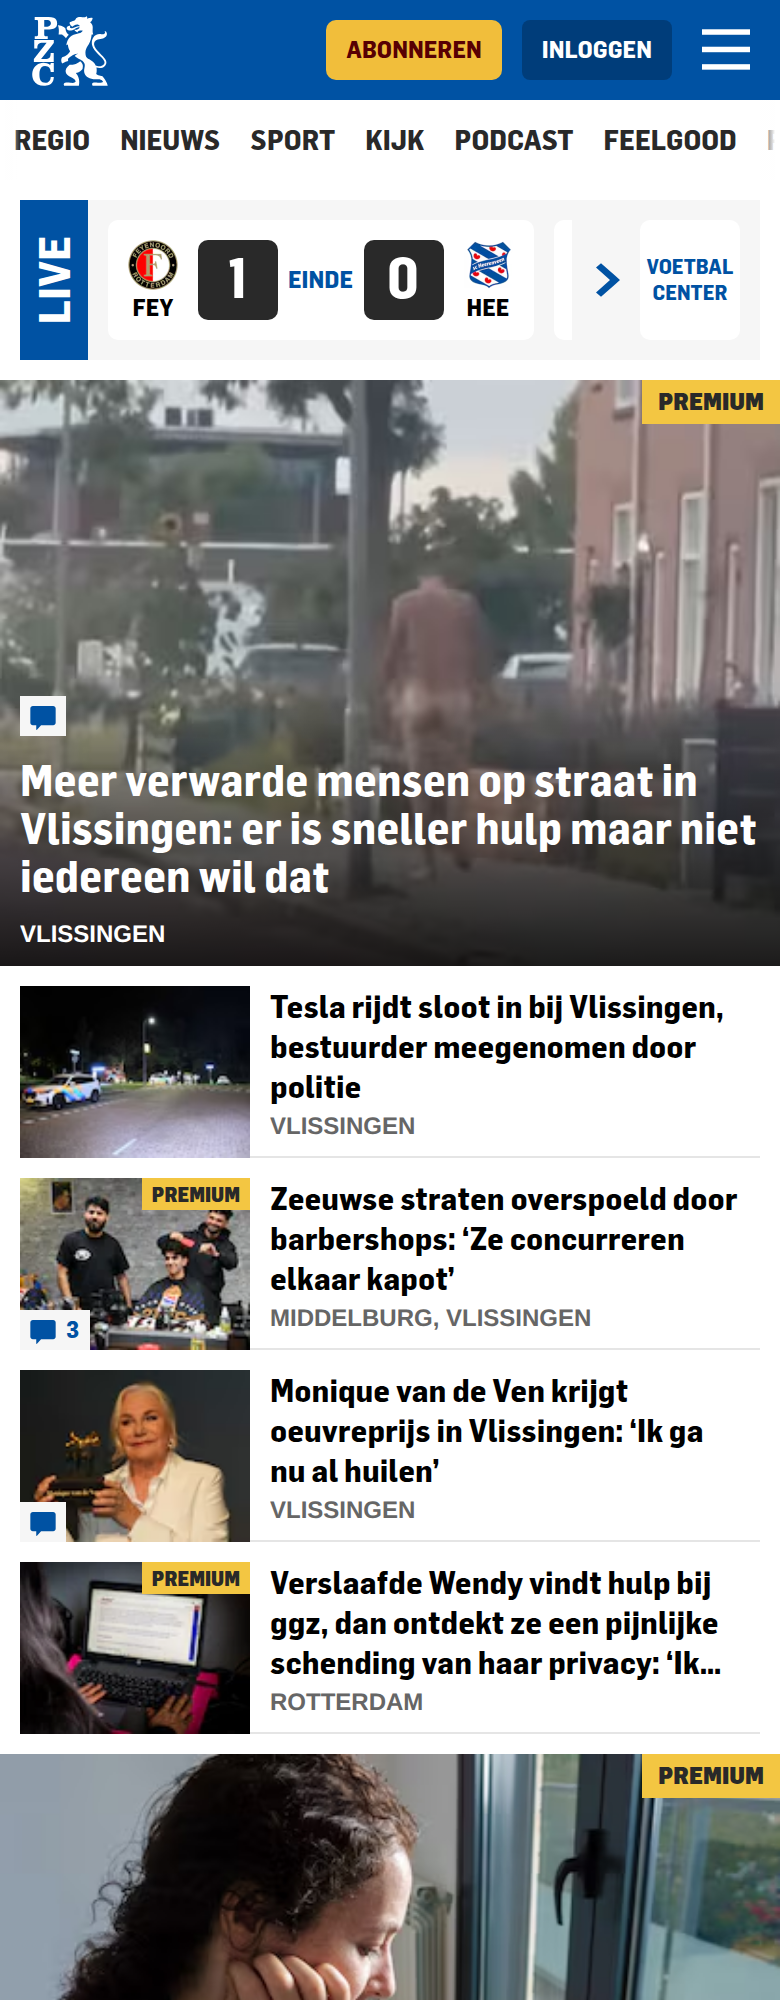 PZC
ABONNEREN
INLOGGEN
REGIO NIEUWS SPORT KIJK PODCAST FEELGOOD
LIVE
FEYENOORD
ROTTERDAM
FEY
1
EINDE
0
sc Heerenveen
HEE
VOETBAL
CENTER
PREMIUM
Meer verwarde mensen op straat in
Vlissingen: er is sneller hulp maar niet
iedereen wil dat
VLISSINGEN
Tesla rijdt sloot in bij Vlissingen,
bestuurder meegenomen door
politie
VLISSINGEN
PREMIUM
3
Zeeuwse straten overspoeld door
barbershops: ‘Ze concurreren
elkaar kapot’
MIDDELBURG, VLISSINGEN
Monique van de Ven krijgt
oeuvreprijs in Vlissingen: ‘Ik ga
nu al huilen’
VLISSINGEN
PREMIUM
Verslaafde Wendy vindt hulp bij
ggz, dan ontdekt ze een pijnlijke
schending van haar privacy: ‘Ik...
ROTTERDAM
PREMIUM